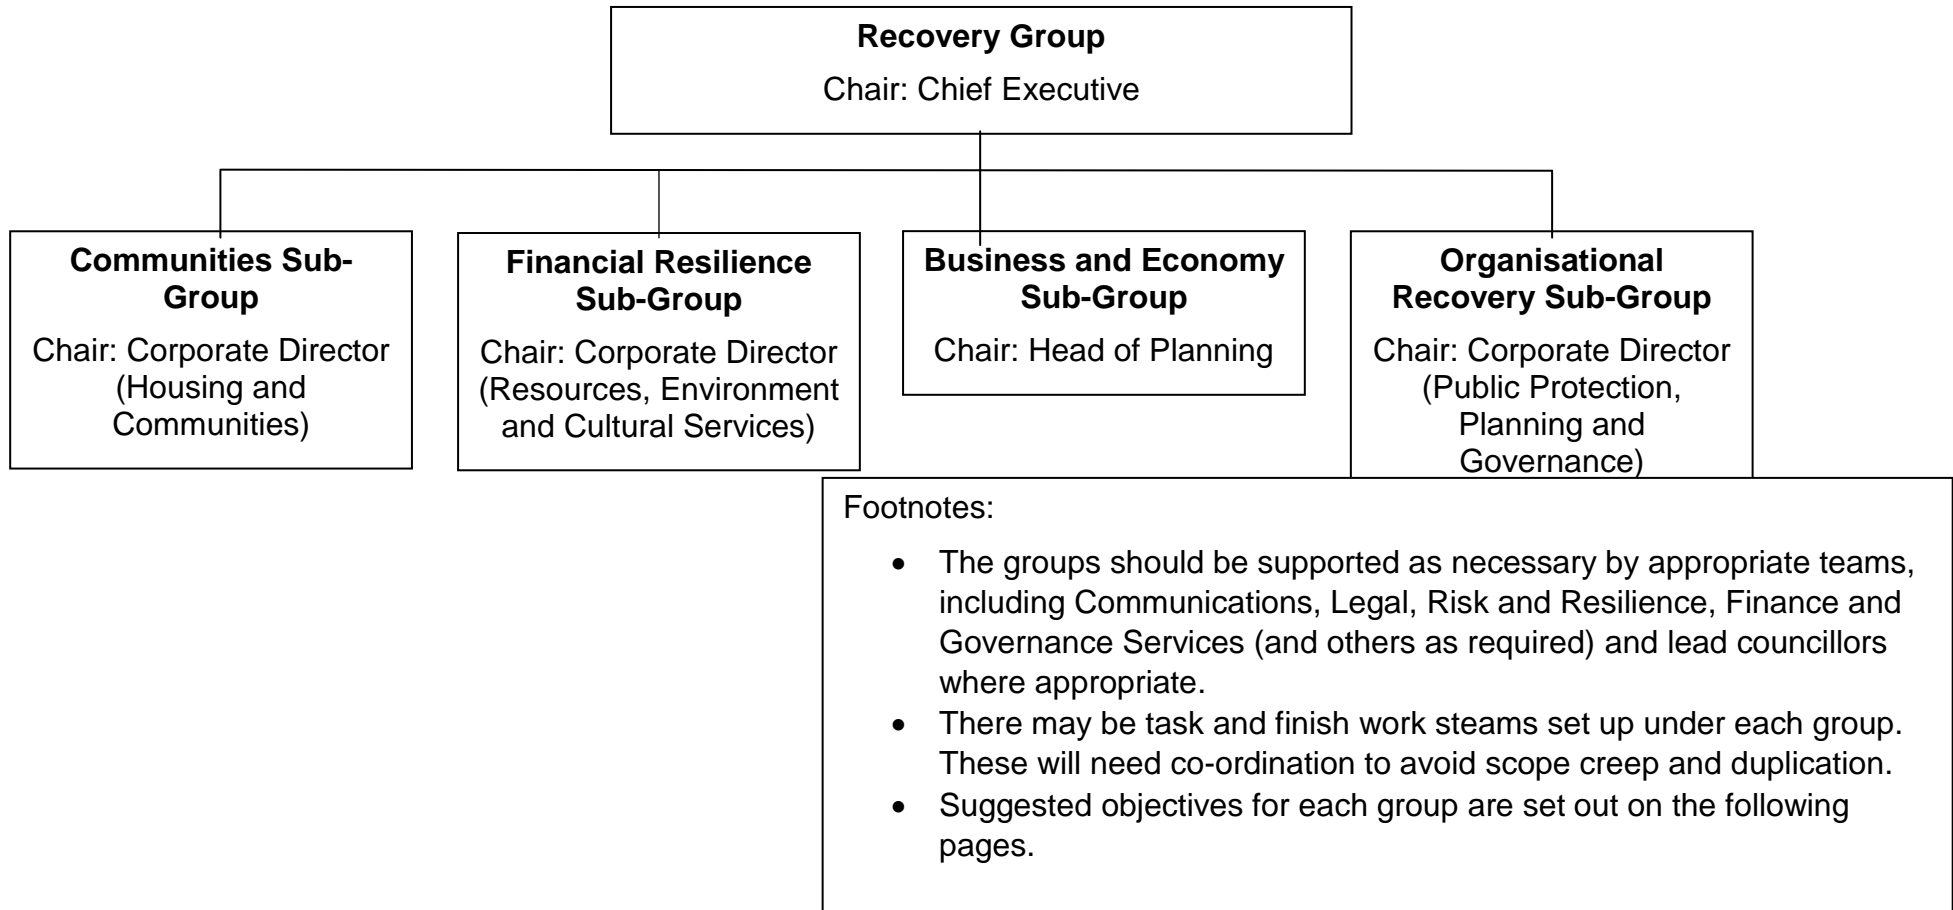 Recovery Group
Chair: Chief Executive
Communities Sub-
Group
Chair: Corporate Director
(Housing and
Communities)
Financial Resilience
Sub-Group
Chair: Corporate Director
(Resources, Environment
and Cultural Services)
Business and Economy
Sub-Group
Chair: Head of Planning
Organisational
Recovery Sub-Group
Chair: Corporate Director
(Public Protection,
Planning and
Governance)
Footnotes:
• The groups should be supported as necessary by appropriate teams,
including Communications, Legal, Risk and Resilience, Finance and
Governance Services (and others as required) and lead councillors
where appropriate.
• There may be task and finish work steams set up under each group.
These will need co-ordination to avoid scope creep and duplication.
• Suggested objectives for each group are set out on the following
pages.